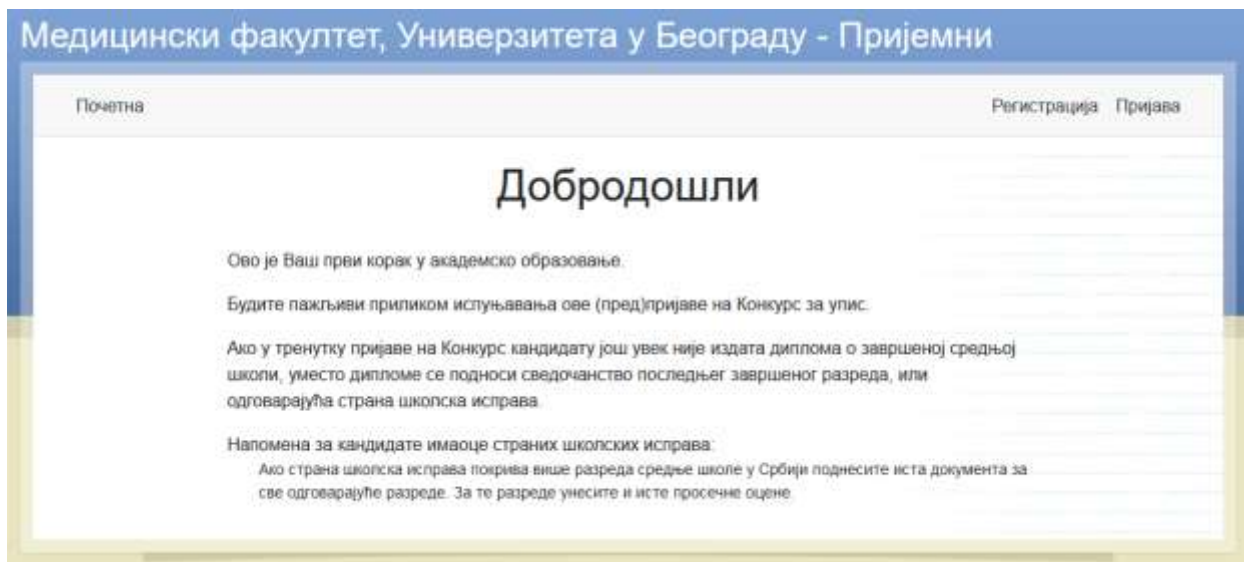 Медицински факултет, Универзитета у Београду - Пријемни
Почетна
Регистрација Пријава
Добродошли
Ово је Ваш први корак у академско образовање.
Будите пажљиви приликом испуњавања ове (пред)пријаве на Конкурс за упис.
Ако у тренутку пријаве на Конкурс кандидату још увек није издата диплома о завршеној средњој
школи, уместо дипломе се подноси сведочанство последњег завршеног разреда, или
одговарајућа страна школска исправа.
Напомена за кандидате имаоце страних школских исправа:
Ако страна школска исправа покрива више разреда средње школе у Србији поднесите иста документа за
све одговарајуће разреде. За те разреде унесите и исте просечне оцене.